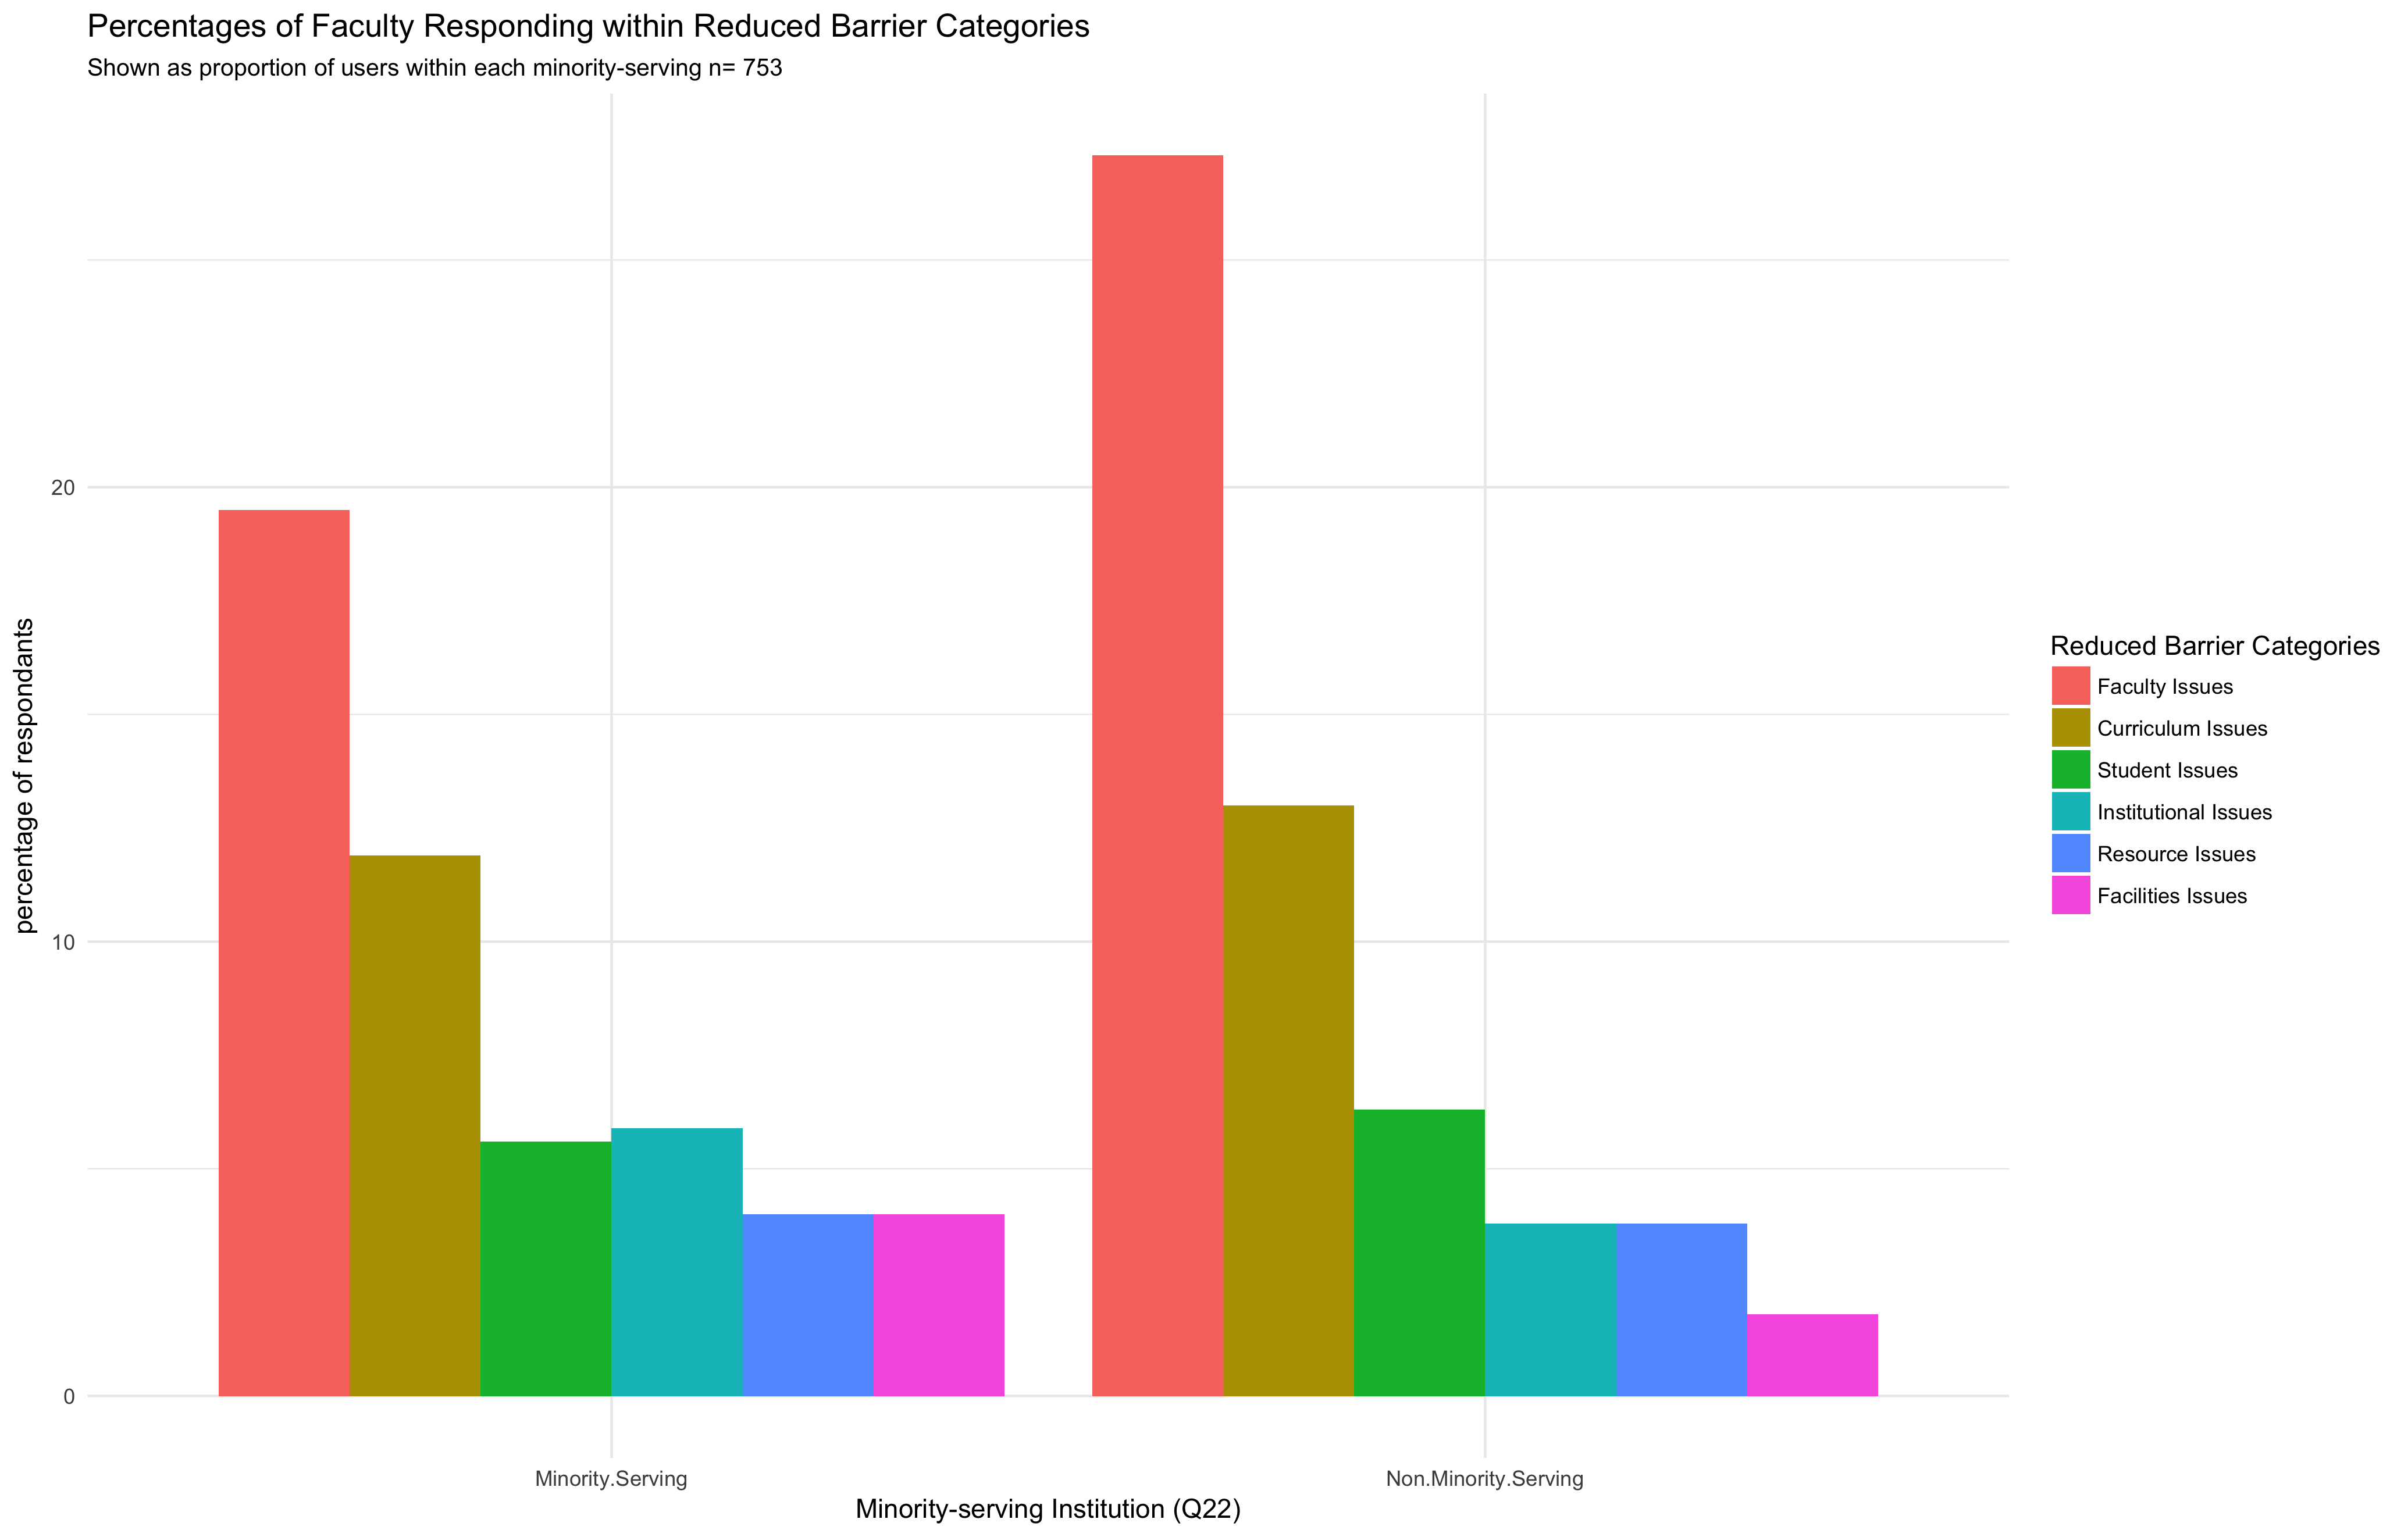 Percentages of Faculty Responding within Reduced Barrier Categories
Shown as proportion of users within each minority-serving n= 753
percentage of respondants
20
10
0
Minority.Serving
Non.Minority.Serving
Minority-serving Institution (Q22)
Reduced Barrier Categories
Faculty Issues
Curriculum Issues
Student Issues
Institutional Issues
Resource Issues
Facilities Issues